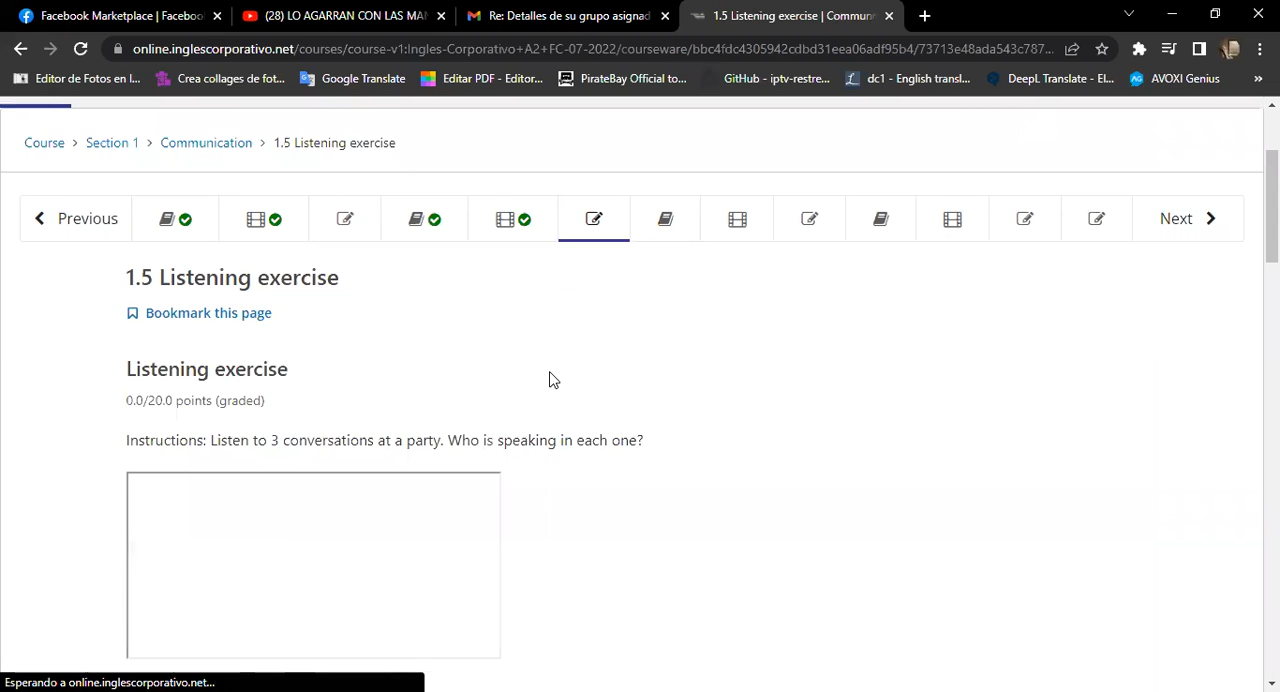 Facebook Marketplace | Faceboo
(28) LO AGARRAN CON LAS MAN
Re: Detalles de su grupo asignad
1.5 Listening exercise | Commun
online.inglescorporativo.net/courses/course-v1:Ingles-Corporativo+A2+FC-07-2022/courseware/bbc4fdc4305942cdbd31eea06adf95b4/73713e48ada543c787...
Editor de Fotos en l...
Crea collages de fot...
Google Translate
Editar PDF - Editor...
PirateBay Official to...
GitHub - iptv-restre...
dc1 - English transl...
DeepL Translate - El...
AVOXI Genius
»
Course > Section 1 > Communication > 1.5 Listening exercise
Previous
Next
1.5 Listening exercise
Bookmark this page
Listening exercise
0.0/20.0 points (graded)
Instructions: Listen to 3 conversations at a party. Who is speaking in each one?
Esperando a online.inglescorporativo.net...